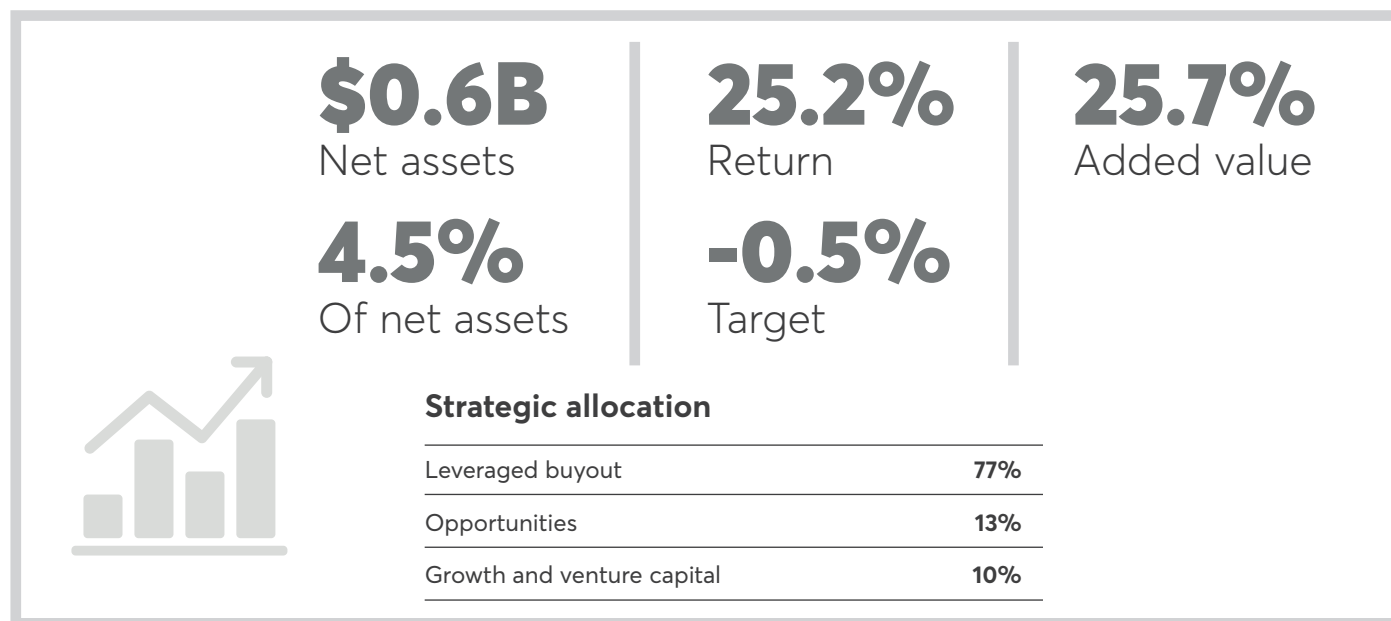 $0.6B
Net assets
4.5%
Of net assets
25.2%
Return
-0.5%
Target
25.7%
Added value
Strategic allocation
Leveraged buyout 77%
Opportunities 13%
Growth and venture capital 10%